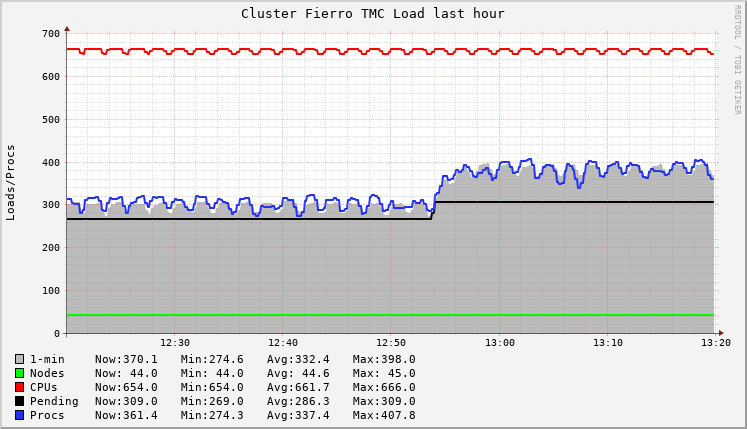 Cluster Fierro TMC Load last hour
RRDTOOL / TOBI OETIKER
Loads/Procs
700
600
500
400
300
200
100
0
12:30 12:40 12:50 13:00 13:10 13:20
1-min Now:370.1 Min:274.6 Avg:332.4 Max:398.0
Nodes Now: 44.0 Min: 44.0 Avg: 44.6 Max: 45.0
CPUs Now:654.0 Min:654.0 Avg:661.7 Max:666.0
Pending Now:309.0 Min:269.0 Avg:286.3 Max:309.0
Procs Now:361.4 Min:274.3 Avg:337.4 Max:407.8